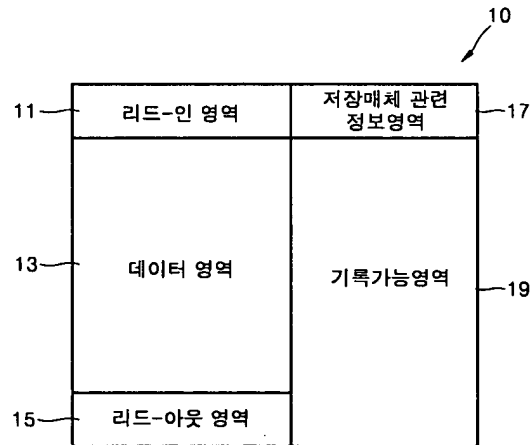 10
11
리드-인 영역
저장매체 관련
정보영역
17
13
데이터 영역
기록가능영역
19
15
리드-아웃 영역